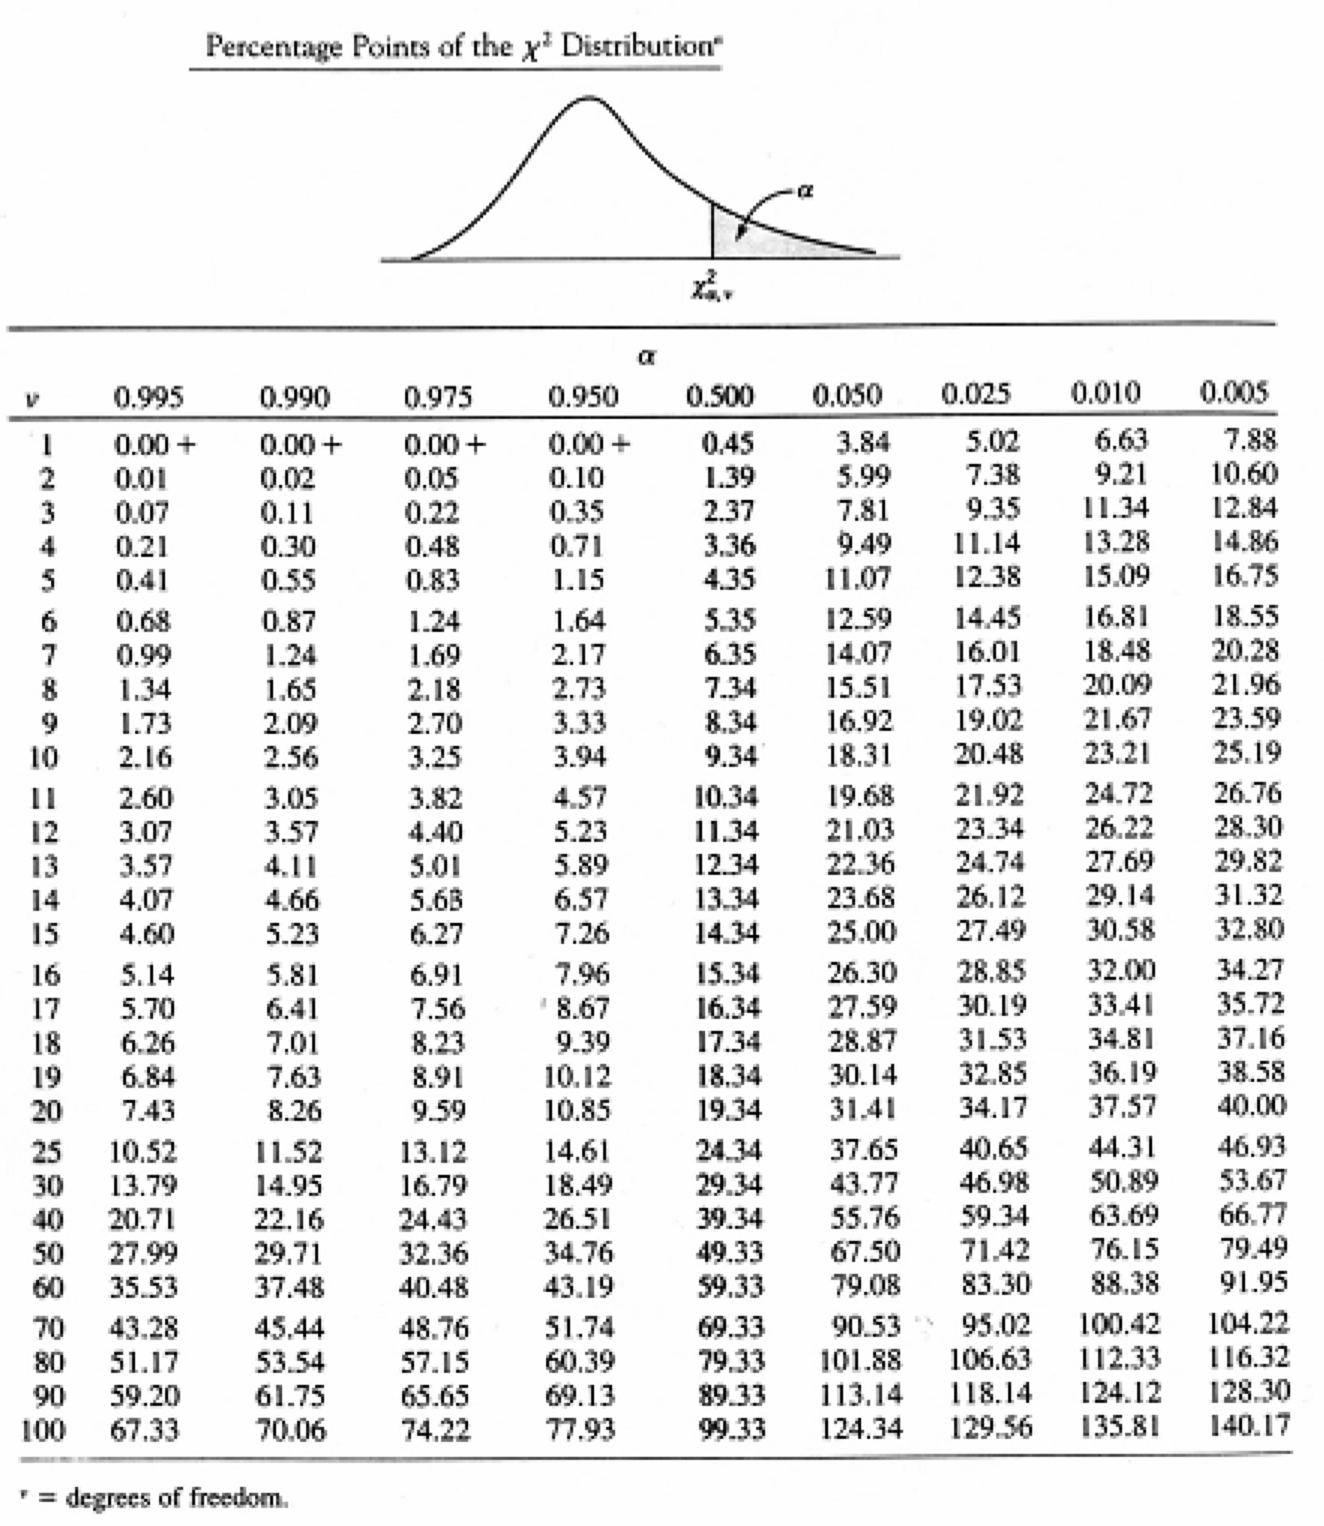 Percentage Points of the χ² Distributionᵃ
α
χ²α,ν
α
ν 0.995 0.990 0.975 0.950 0.500 0.050 0.025 0.010 0.005
1 0.00 + 0.00 + 0.00 + 0.00 + 0.45 3.84 5.02 6.63 7.88
2 0.01 0.02 0.05 0.10 1.39 5.99 7.38 9.21 10.60
3 0.07 0.11 0.22 0.35 2.37 7.81 9.35 11.34 12.84
4 0.21 0.30 0.48 0.71 3.36 9.49 11.14 13.28 14.86
5 0.41 0.55 0.83 1.15 4.35 11.07 12.38 15.09 16.75
6 0.68 0.87 1.24 1.64 5.35 12.59 14.45 16.81 18.55
7 0.99 1.24 1.69 2.17 6.35 14.07 16.01 18.48 20.28
8 1.34 1.65 2.18 2.73 7.34 15.51 17.53 20.09 21.96
9 1.73 2.09 2.70 3.33 8.34 16.92 19.02 21.67 23.59
10 2.16 2.56 3.25 3.94 9.34 18.31 20.48 23.21 25.19
11 2.60 3.05 3.82 4.57 10.34 19.68 21.92 24.72 26.76
12 3.07 3.57 4.40 5.23 11.34 21.03 23.34 26.22 28.30
13 3.57 4.11 5.01 5.89 12.34 22.36 24.74 27.69 29.82
14 4.07 4.66 5.63 6.57 13.34 23.68 26.12 29.14 31.32
15 4.60 5.23 6.27 7.26 14.34 25.00 27.49 30.58 32.80
16 5.14 5.81 6.91 7.96 15.34 26.30 28.85 32.00 34.27
17 5.70 6.41 7.56 8.67 16.34 27.59 30.19 33.41 35.72
18 6.26 7.01 8.23 9.39 17.34 28.87 31.53 34.81 37.16
19 6.84 7.63 8.91 10.12 18.34 30.14 32.85 36.19 38.58
20 7.43 8.26 9.59 10.85 19.34 31.41 34.17 37.57 40.00
25 10.52 11.52 13.12 14.61 24.34 37.65 40.65 44.31 46.93
30 13.79 14.95 16.79 18.49 29.34 43.77 46.98 50.89 53.67
40 20.71 22.16 24.43 26.51 39.34 55.76 59.34 63.69 66.77
50 27.99 29.71 32.36 34.76 49.33 67.50 71.42 76.15 79.49
60 35.53 37.48 40.48 43.19 59.33 79.08 83.30 88.38 91.95
70 43.28 45.44 48.76 51.74 69.33 90.53 95.02 100.42 104.22
80 51.17 53.54 57.15 60.39 79.33 101.88 106.63 112.33 116.32
90 59.20 61.75 65.65 69.13 89.33 113.14 118.14 124.12 128.30
100 67.33 70.06 74.22 77.93 99.33 124.34 129.56 135.81 140.17
ν = degrees of freedom.